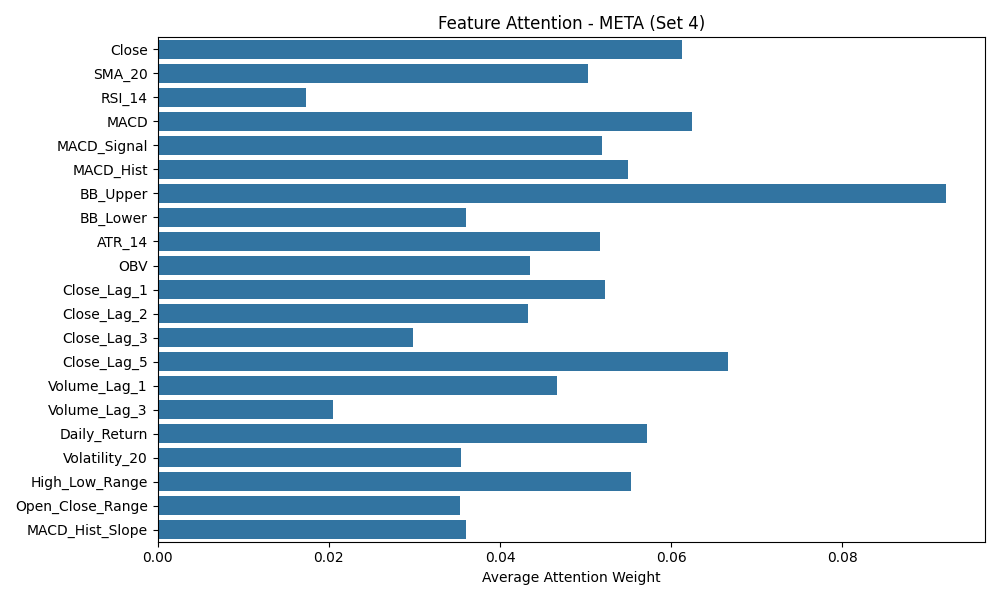 Feature Attention - META (Set 4)
Close
SMA_20
RSI_14
MACD
MACD_Signal
MACD_Hist
BB_Upper
BB_Lower
ATR_14
OBV
Close_Lag_1
Close_Lag_2
Close_Lag_3
Close_Lag_5
Volume_Lag_1
Volume_Lag_3
Daily_Return
Volatility_20
High_Low_Range
Open_Close_Range
MACD_Hist_Slope
0.00 0.02 0.04 0.06 0.08
Average Attention Weight